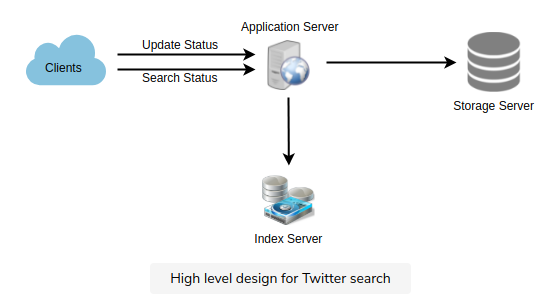 Application Server
Update Status
Clients
Search Status
Storage Server
Index Server
High level design for Twitter search